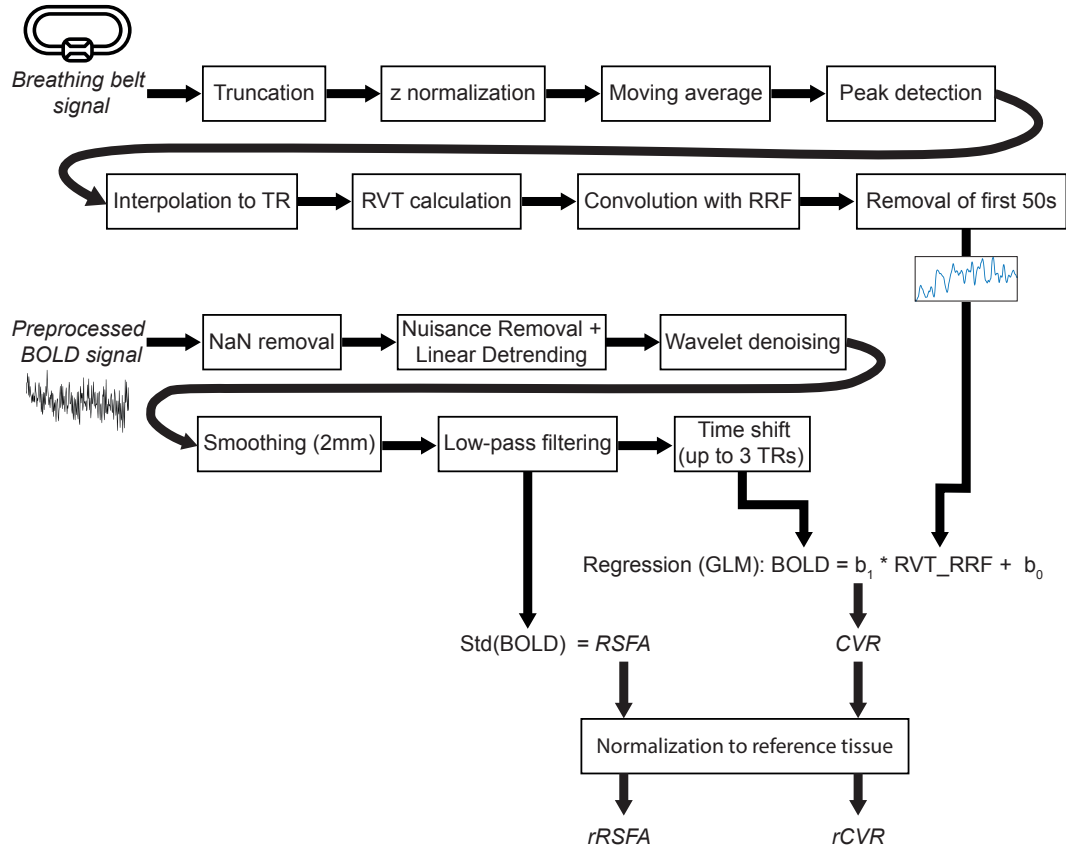 Breathing belt
signal
Truncation
z normalization
Moving average
Peak detection
Interpolation to TR
RVT calculation
Convolution with RRF
Removal of first 50s
Preprocessed
BOLD signal
NaN removal
Nuisance Removal +
Linear Detrending
Wavelet denoising
Smoothing (2mm)
Low-pass filtering
Time shift
(up to 3 TRs)
Regression (GLM): BOLD = b₁ * RVT_RRF + b₀
Std(BOLD) = RSFA
CVR
Normalization to reference tissue
rRSFA
rCVR